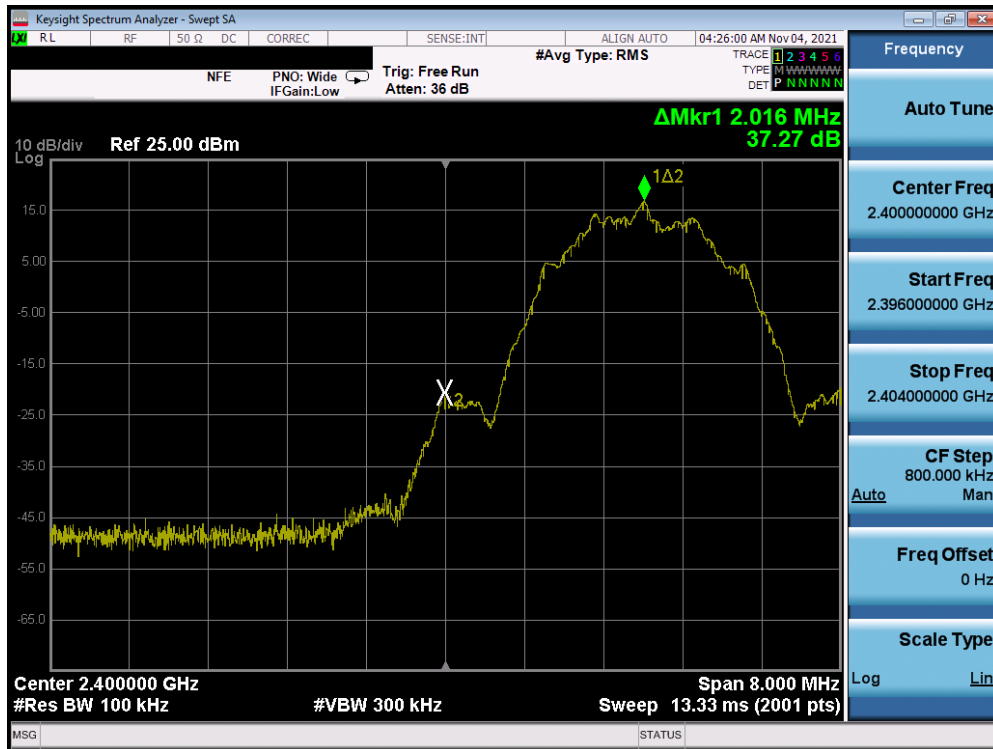 Keysight Spectrum Analyzer - Swept SA
LXI RL RF 50 Ω DC CORREC SENSE:INT ALIGN AUTO 04:26:00 AM Nov 04, 2021
NFE PNO: Wide Trig: Free Run #Avg Type: RMS TRACE 1 2 3 4 5 6
IFGain:Low Atten: 36 dB TYPE M W W W W W
DET P N N N N N
ΔMkr1 2.016 MHz
37.27 dB
10 dB/div Ref 25.00 dBm
Log
1Δ2
15.0
5.00
-5.00
-15.0
2
-25.0
-35.0
-45.0
-55.0
-65.0
Center 2.400000 GHz Span 8.000 MHz
#Res BW 100 kHz #VBW 300 kHz Sweep 13.33 ms (2001 pts)
MSG STATUS
Frequency
Auto Tune
Center Freq
2.400000000 GHz
Start Freq
2.396000000 GHz
Stop Freq
2.404000000 GHz
CF Step
800.000 kHz
Auto Man
Freq Offset
0 Hz
Scale Type
Log Lin